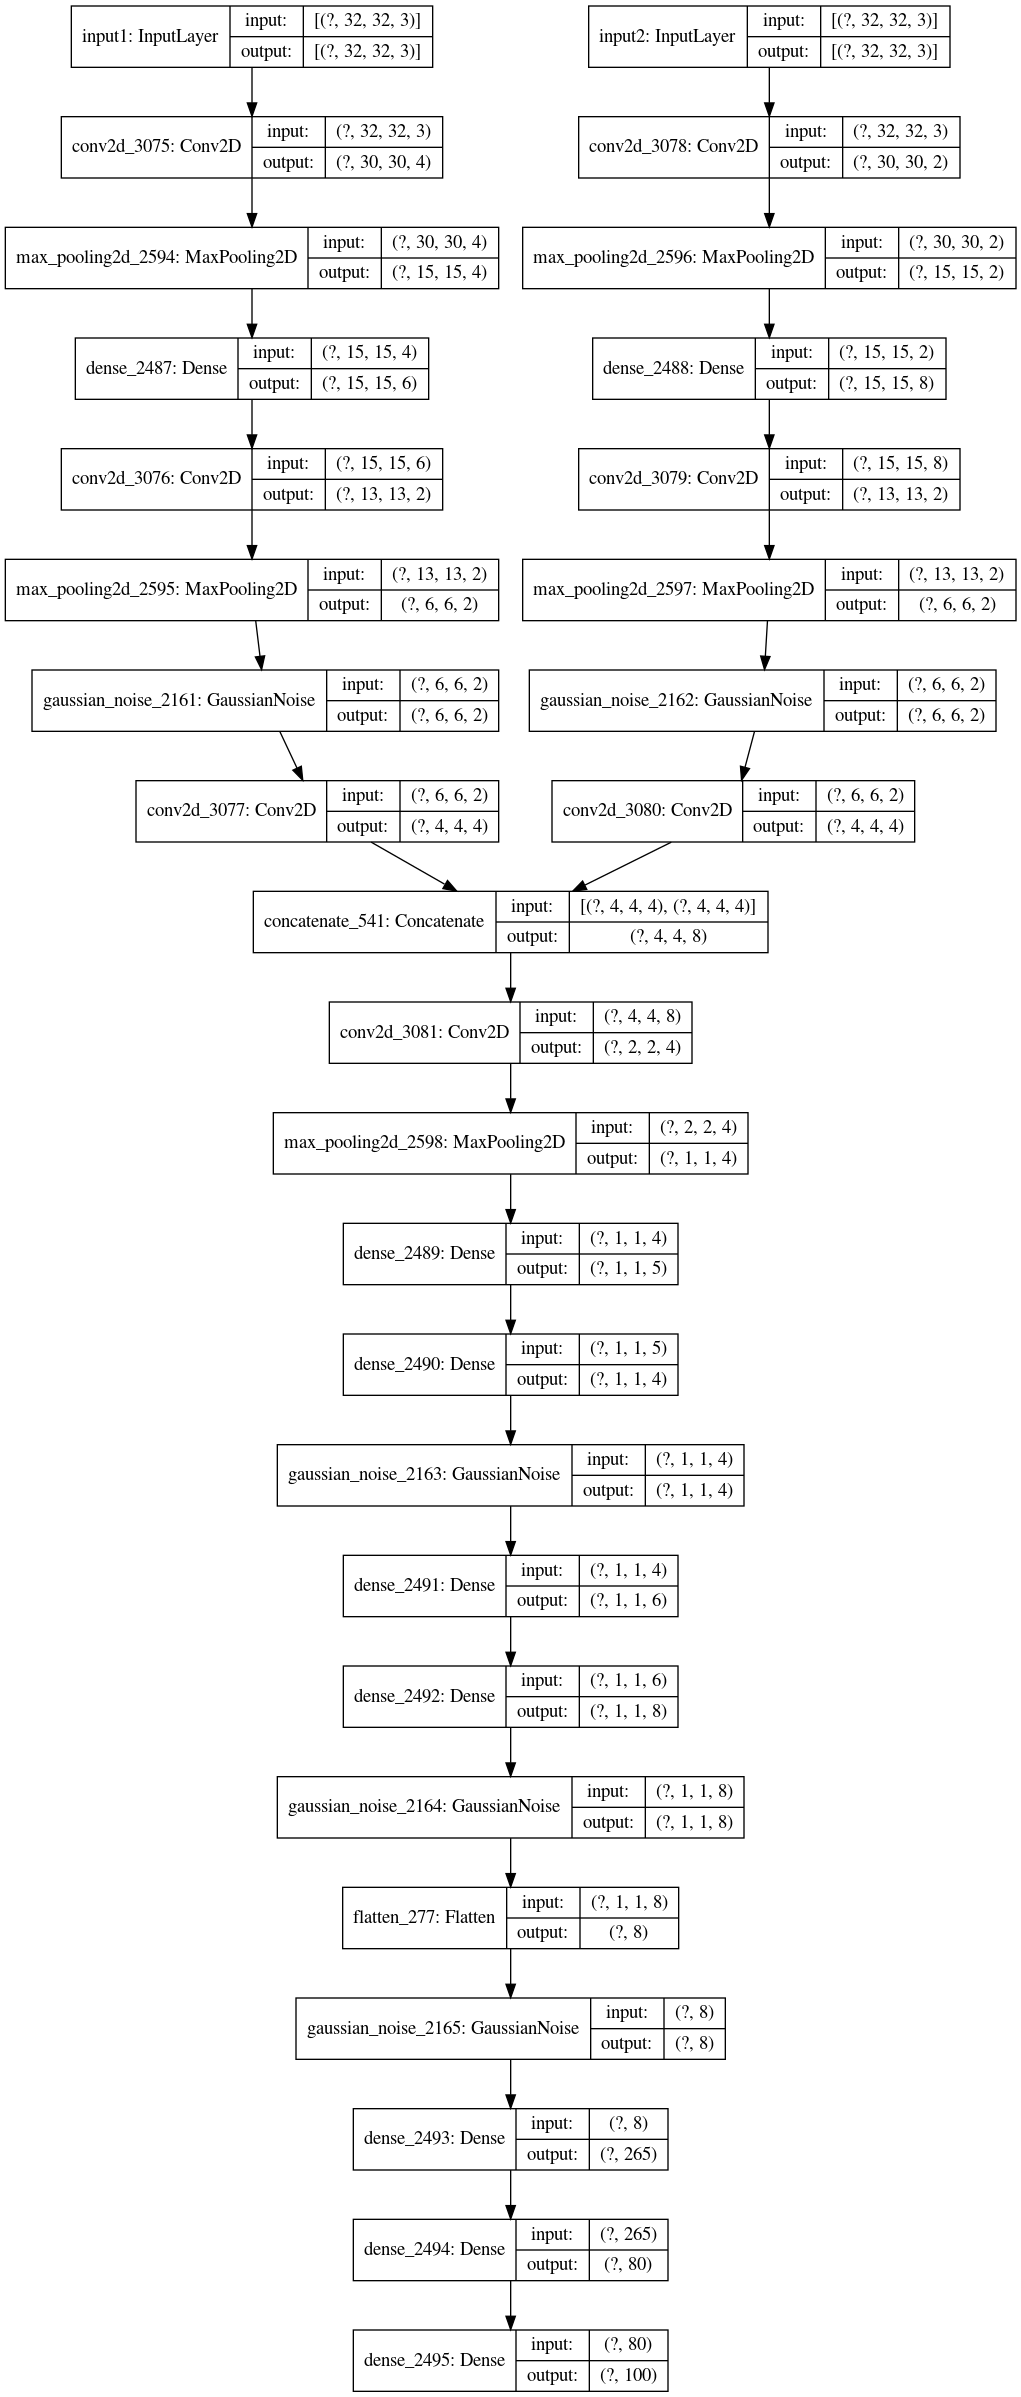 input1: InputLayer
input: [(?, 32, 32, 3)]
output: [(?, 32, 32, 3)]
input2: InputLayer
input: [(?, 32, 32, 3)]
output: [(?, 32, 32, 3)]
conv2d_3075: Conv2D
input: (?, 32, 32, 3)
output: (?, 30, 30, 4)
conv2d_3078: Conv2D
input: (?, 32, 32, 3)
output: (?, 30, 30, 2)
max_pooling2d_2594: MaxPooling2D
input: (?, 30, 30, 4)
output: (?, 15, 15, 4)
max_pooling2d_2596: MaxPooling2D
input: (?, 30, 30, 2)
output: (?, 15, 15, 2)
dense_2487: Dense
input: (?, 15, 15, 4)
output: (?, 15, 15, 6)
dense_2488: Dense
input: (?, 15, 15, 2)
output: (?, 15, 15, 8)
conv2d_3076: Conv2D
input: (?, 15, 15, 6)
output: (?, 13, 13, 2)
conv2d_3079: Conv2D
input: (?, 15, 15, 8)
output: (?, 13, 13, 2)
max_pooling2d_2595: MaxPooling2D
input: (?, 13, 13, 2)
output: (?, 6, 6, 2)
max_pooling2d_2597: MaxPooling2D
input: (?, 13, 13, 2)
output: (?, 6, 6, 2)
gaussian_noise_2161: GaussianNoise
input: (?, 6, 6, 2)
output: (?, 6, 6, 2)
gaussian_noise_2162: GaussianNoise
input: (?, 6, 6, 2)
output: (?, 6, 6, 2)
conv2d_3077: Conv2D
input: (?, 6, 6, 2)
output: (?, 4, 4, 4)
conv2d_3080: Conv2D
input: (?, 6, 6, 2)
output: (?, 4, 4, 4)
concatenate_541: Concatenate
input: [(?, 4, 4, 4), (?, 4, 4, 4)]
output: (?, 4, 4, 8)
conv2d_3081: Conv2D
input: (?, 4, 4, 8)
output: (?, 2, 2, 4)
max_pooling2d_2598: MaxPooling2D
input: (?, 2, 2, 4)
output: (?, 1, 1, 4)
dense_2489: Dense
input: (?, 1, 1, 4)
output: (?, 1, 1, 5)
dense_2490: Dense
input: (?, 1, 1, 5)
output: (?, 1, 1, 4)
gaussian_noise_2163: GaussianNoise
input: (?, 1, 1, 4)
output: (?, 1, 1, 4)
dense_2491: Dense
input: (?, 1, 1, 4)
output: (?, 1, 1, 6)
dense_2492: Dense
input: (?, 1, 1, 6)
output: (?, 1, 1, 8)
gaussian_noise_2164: GaussianNoise
input: (?, 1, 1, 8)
output: (?, 1, 1, 8)
flatten_277: Flatten
input: (?, 1, 1, 8)
output: (?, 8)
gaussian_noise_2165: GaussianNoise
input: (?, 8)
output: (?, 8)
dense_2493: Dense
input: (?, 8)
output: (?, 265)
dense_2494: Dense
input: (?, 265)
output: (?, 80)
dense_2495: Dense
input: (?, 80)
output: (?, 100)